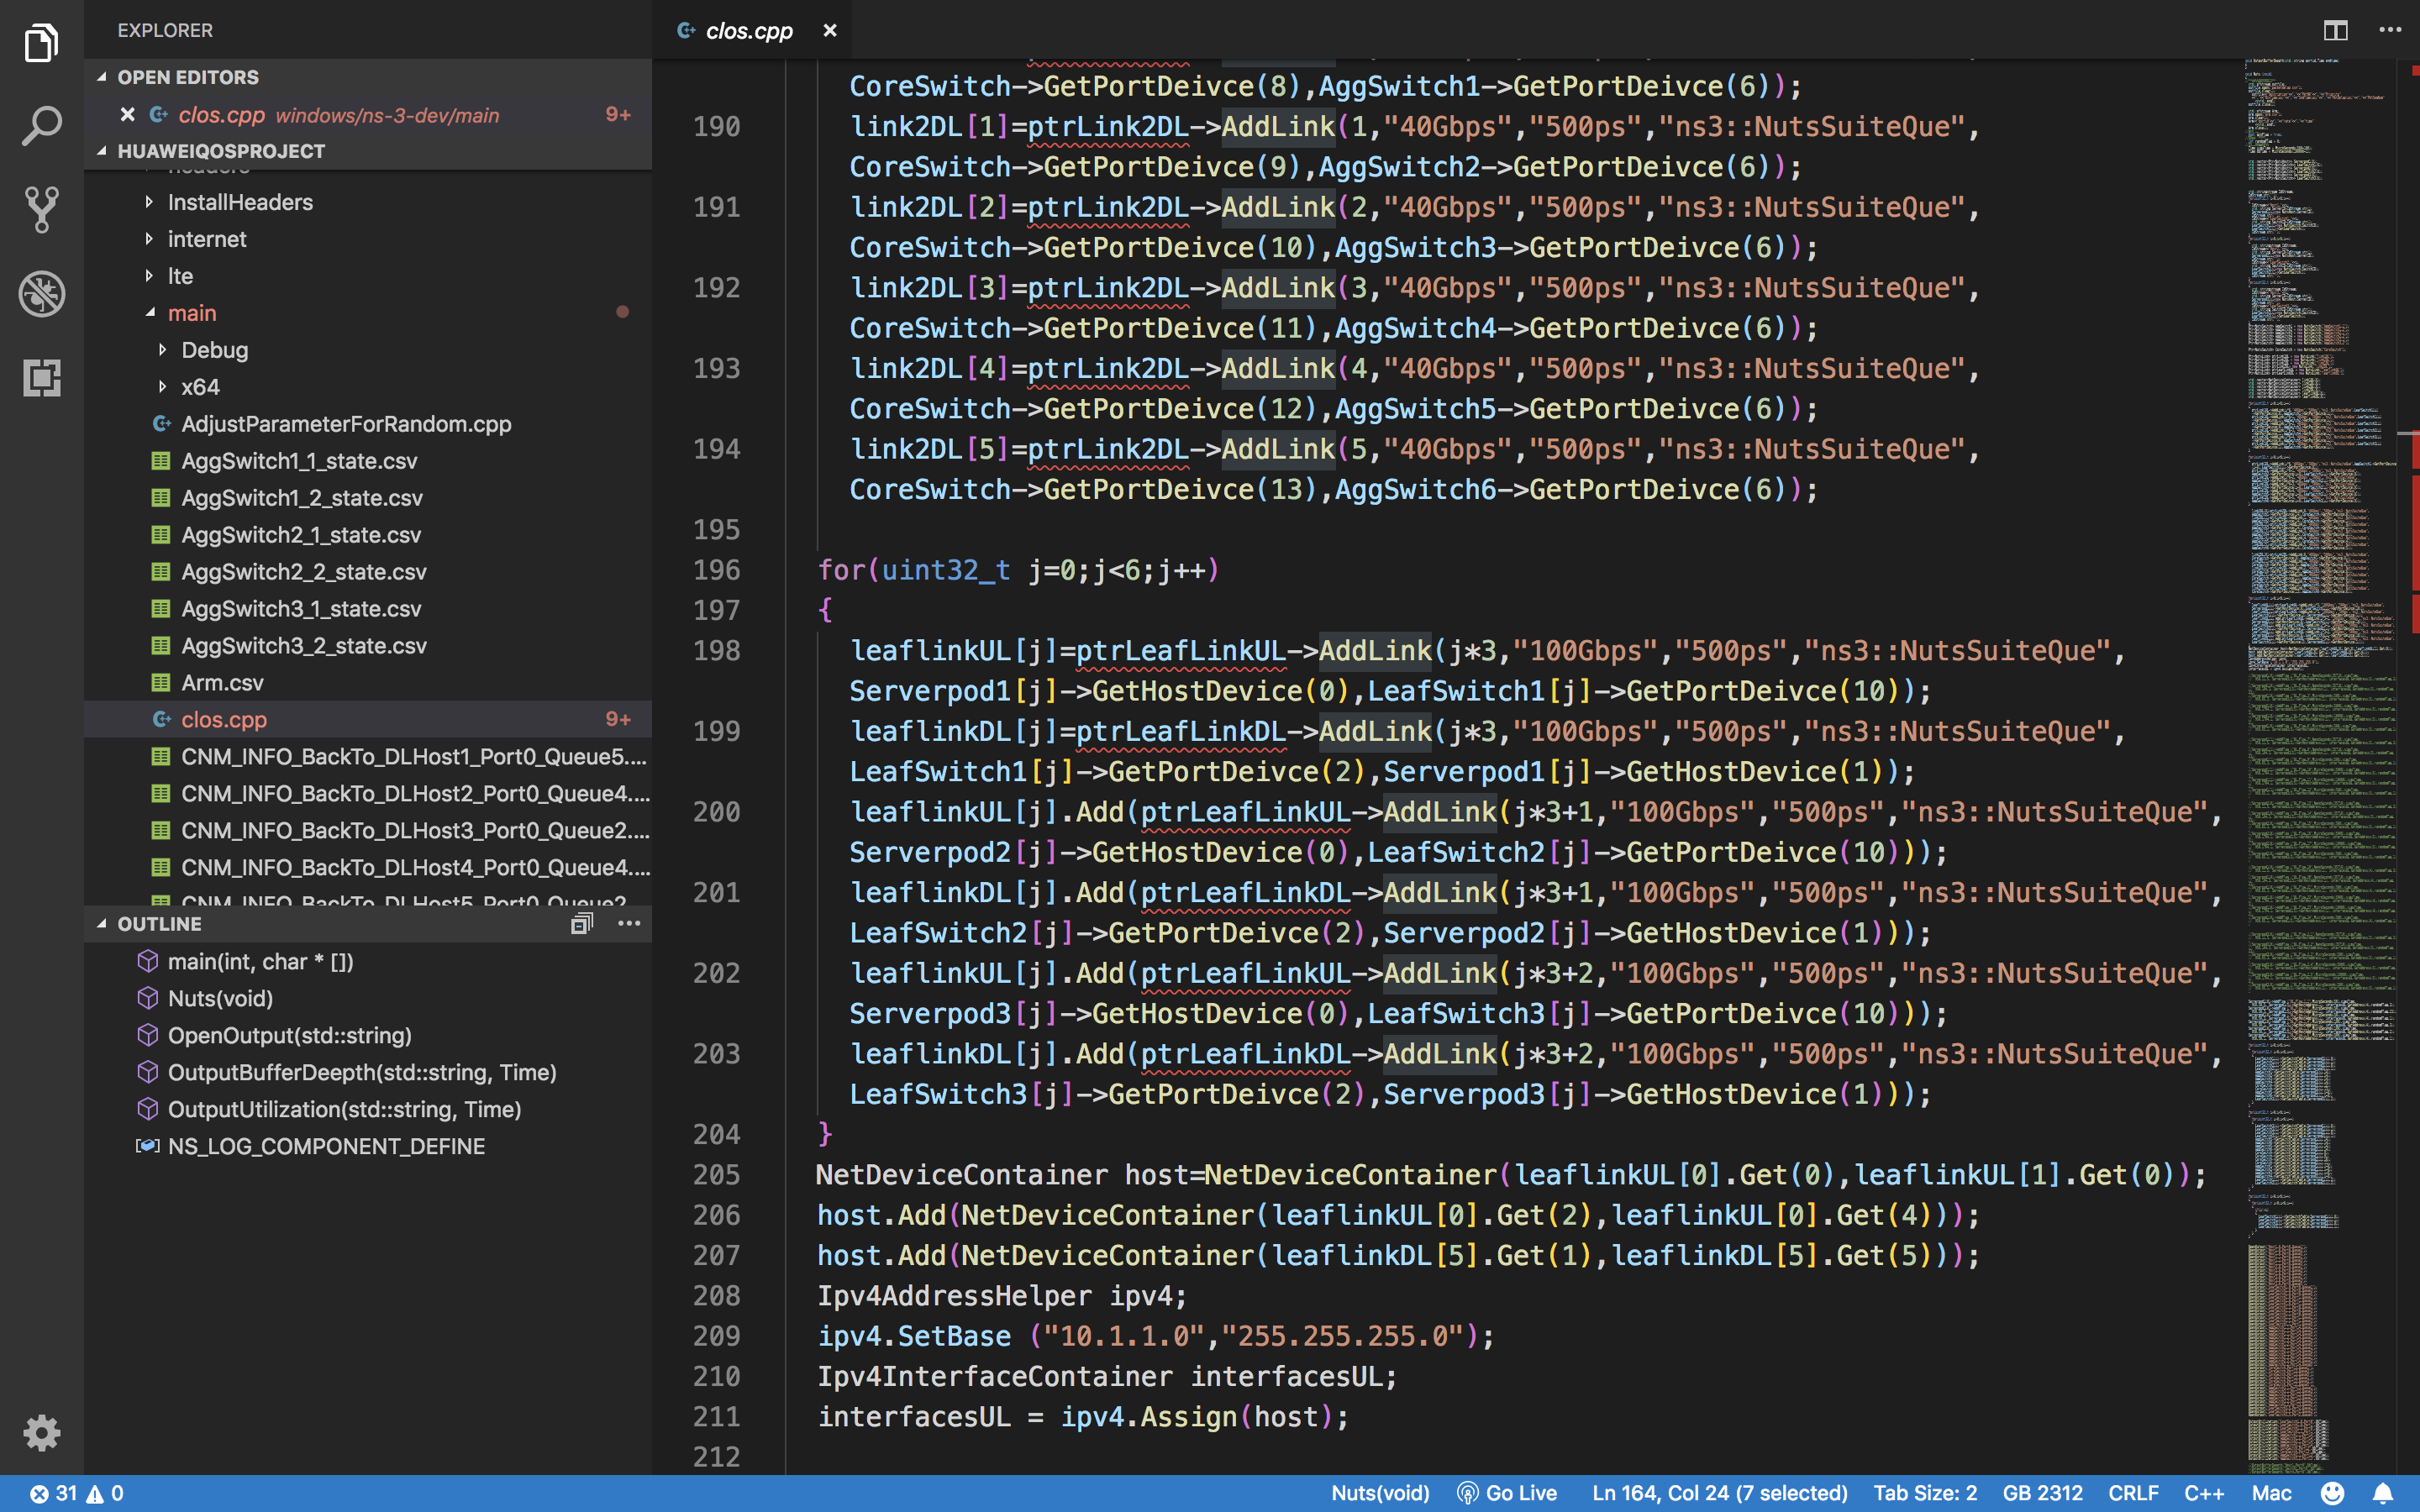 EXPLORER
OPEN EDITORS
clos.cpp windows/ns-3-dev/main 9+
HUAWEIQOSPROJECT
headers
InstallHeaders
internet
lte
main
Debug
x64
AdjustParameterForRandom.cpp
AggSwitch1_1_state.csv
AggSwitch1_2_state.csv
AggSwitch2_1_state.csv
AggSwitch2_2_state.csv
AggSwitch3_1_state.csv
AggSwitch3_2_state.csv
Arm.csv
clos.cpp 9+
CNM_INFO_BackTo_DLHost1_Port0_Queue5....
CNM_INFO_BackTo_DLHost2_Port0_Queue4....
CNM_INFO_BackTo_DLHost3_Port0_Queue2....
CNM_INFO_BackTo_DLHost4_Port0_Queue4....
CNM_INFO_BackTo_DLHost5_Port0_Queue2
OUTLINE
main(int, char * [])
Nuts(void)
OpenOutput(std::string)
OutputBufferDeepth(std::string, Time)
OutputUtilization(std::string, Time)
NS_LOG_COMPONENT_DEFINE
clos.cpp
CoreSwitch->GetPortDeivce(8),AggSwitch1->GetPortDeivce(6));
190 link2DL[1]=ptrLink2DL->AddLink(1,"40Gbps","500ps","ns3::NutsSuiteQue",
CoreSwitch->GetPortDeivce(9),AggSwitch2->GetPortDeivce(6));
191 link2DL[2]=ptrLink2DL->AddLink(2,"40Gbps","500ps","ns3::NutsSuiteQue",
CoreSwitch->GetPortDeivce(10),AggSwitch3->GetPortDeivce(6));
192 link2DL[3]=ptrLink2DL->AddLink(3,"40Gbps","500ps","ns3::NutsSuiteQue",
CoreSwitch->GetPortDeivce(11),AggSwitch4->GetPortDeivce(6));
193 link2DL[4]=ptrLink2DL->AddLink(4,"40Gbps","500ps","ns3::NutsSuiteQue",
CoreSwitch->GetPortDeivce(12),AggSwitch5->GetPortDeivce(6));
194 link2DL[5]=ptrLink2DL->AddLink(5,"40Gbps","500ps","ns3::NutsSuiteQue",
CoreSwitch->GetPortDeivce(13),AggSwitch6->GetPortDeivce(6));
195
196 for(uint32_t j=0;j<6;j++)
197 {
198 leaflinkUL[j]=ptrLeafLinkUL->AddLink(j*3,"100Gbps","500ps","ns3::NutsSuiteQue",
Serverpod1[j]->GetHostDevice(0),LeafSwitch1[j]->GetPortDeivce(10));
199 leaflinkDL[j]=ptrLeafLinkDL->AddLink(j*3,"100Gbps","500ps","ns3::NutsSuiteQue",
LeafSwitch1[j]->GetPortDeivce(2),Serverpod1[j]->GetHostDevice(1));
200 leaflinkUL[j].Add(ptrLeafLinkUL->AddLink(j*3+1,"100Gbps","500ps","ns3::NutsSuiteQue",
Serverpod2[j]->GetHostDevice(0),LeafSwitch2[j]->GetPortDeivce(10)));
201 leaflinkDL[j].Add(ptrLeafLinkDL->AddLink(j*3+1,"100Gbps","500ps","ns3::NutsSuiteQue",
LeafSwitch2[j]->GetPortDeivce(2),Serverpod2[j]->GetHostDevice(1)));
202 leaflinkUL[j].Add(ptrLeafLinkUL->AddLink(j*3+2,"100Gbps","500ps","ns3::NutsSuiteQue",
Serverpod3[j]->GetHostDevice(0),LeafSwitch3[j]->GetPortDeivce(10)));
203 leaflinkDL[j].Add(ptrLeafLinkDL->AddLink(j*3+2,"100Gbps","500ps","ns3::NutsSuiteQue",
LeafSwitch3[j]->GetPortDeivce(2),Serverpod3[j]->GetHostDevice(1)));
204 }
205 NetDeviceContainer host=NetDeviceContainer(leaflinkUL[0].Get(0),leaflinkUL[1].Get(0));
206 host.Add(NetDeviceContainer(leaflinkUL[0].Get(2),leaflinkUL[0].Get(4)));
207 host.Add(NetDeviceContainer(leaflinkDL[5].Get(1),leaflinkDL[5].Get(5)));
208 Ipv4AddressHelper ipv4;
209 ipv4.SetBase ("10.1.1.0","255.255.255.0");
210 Ipv4InterfaceContainer interfacesUL;
211 interfacesUL = ipv4.Assign(host);
212
31 0 Nuts(void) Go Live Ln 164, Col 24 (7 selected) Tab Size: 2 GB 2312 CRLF C++ Mac